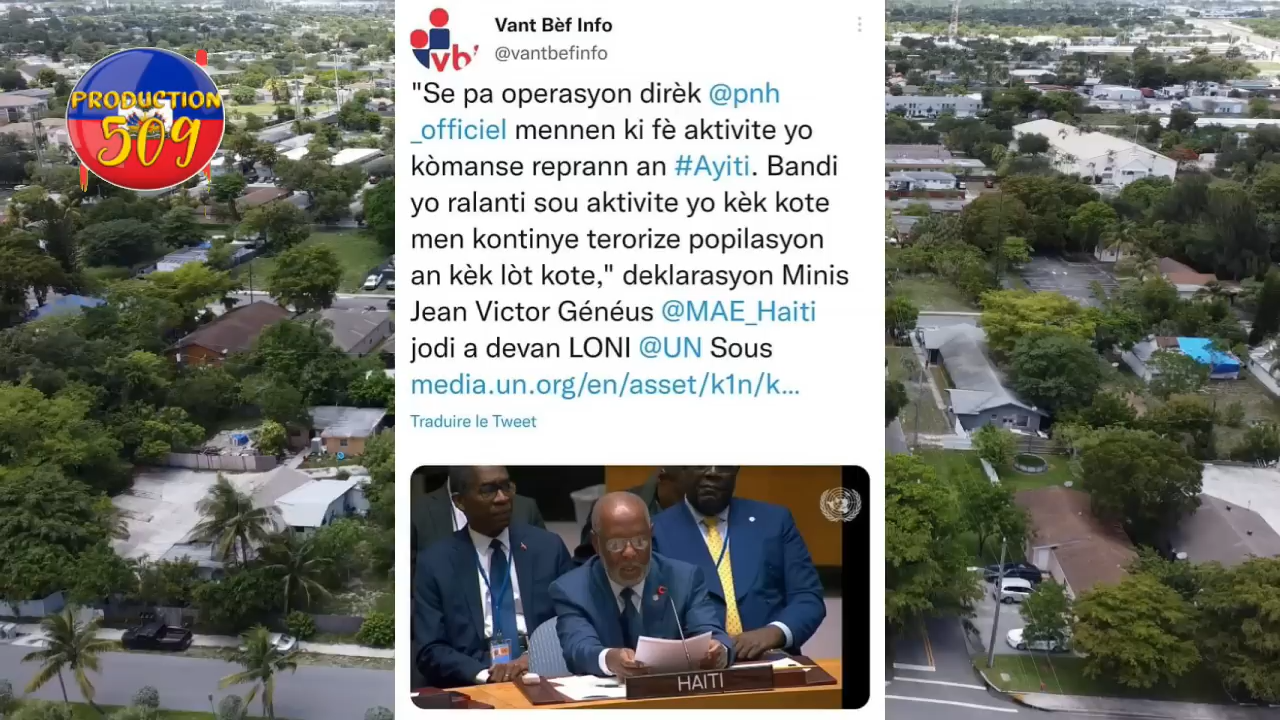 PRODUCTION
509
vb'
Vant Bèf Info
@vantbefinfo
"Se pa operasyon dirèk @pnh
_officiel mennen ki fè aktivite yo
kòmanse reprann an #Ayiti. Bandi
yo ralanti sou aktivite yo kèk kote
men kontinye terorize popilasyon
an kèk lòt kote," deklarasyon Minis
Jean Victor Généus @MAE_Haiti
jodi a devan LONI @UN Sous
media.un.org/en/asset/k1n/k...
Traduire le Tweet
HAITI